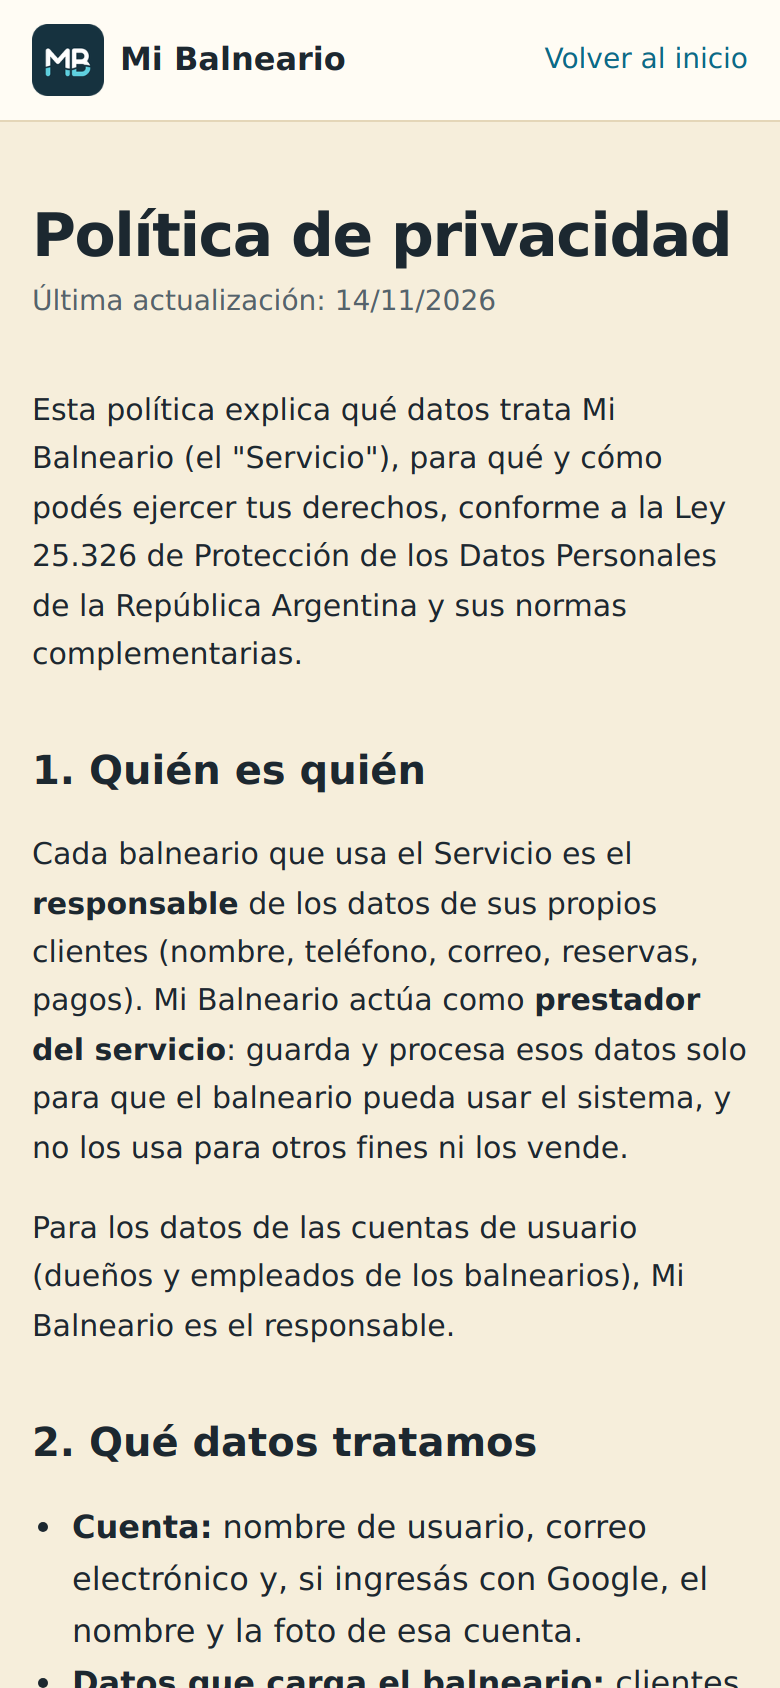 MB
Mi Balneario
Volver al inicio
Política de privacidad
Última actualización: 14/11/2026
Esta política explica qué datos trata Mi
Balneario (el "Servicio"), para qué y cómo
podés ejercer tus derechos, conforme a la Ley
25.326 de Protección de los Datos Personales
de la República Argentina y sus normas
complementarias.
1. Quién es quién
Cada balneario que usa el Servicio es el
responsable de los datos de sus propios
clientes (nombre, teléfono, correo, reservas,
pagos). Mi Balneario actúa como prestador
del servicio: guarda y procesa esos datos solo
para que el balneario pueda usar el sistema, y
no los usa para otros fines ni los vende.
Para los datos de las cuentas de usuario
(dueños y empleados de los balnearios), Mi
Balneario es el responsable.
2. Qué datos tratamos
• Cuenta: nombre de usuario, correo
electrónico y, si ingresás con Google, el
nombre y la foto de esa cuenta.
• Datos que carga el balneario: clientes